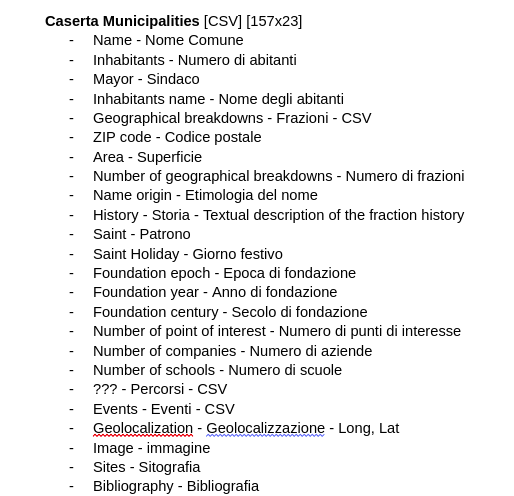 Caserta Municipalities [CSV] [157x23]
- Name - Nome Comune
- Inhabitants - Numero di abitanti
- Mayor - Sindaco
- Inhabitants name - Nome degli abitanti
- Geographical breakdowns - Frazioni - CSV
- ZIP code - Codice postale
- Area - Superficie
- Number of geographical breakdowns - Numero di frazioni
- Name origin - Etimologia del nome
- History - Storia - Textual description of the fraction history
- Saint - Patrono
- Saint Holiday - Giorno festivo
- Foundation epoch - Epoca di fondazione
- Foundation year - Anno di fondazione
- Foundation century - Secolo di fondazione
- Number of point of interest - Numero di punti di interesse
- Number of companies - Numero di aziende
- Number of schools - Numero di scuole
- ??? - Percorsi - CSV
- Events - Eventi - CSV
- Geolocalization - Geolocalizzazione - Long, Lat
- Image - immagine
- Sites - Sitografia
- Bibliography - Bibliografia